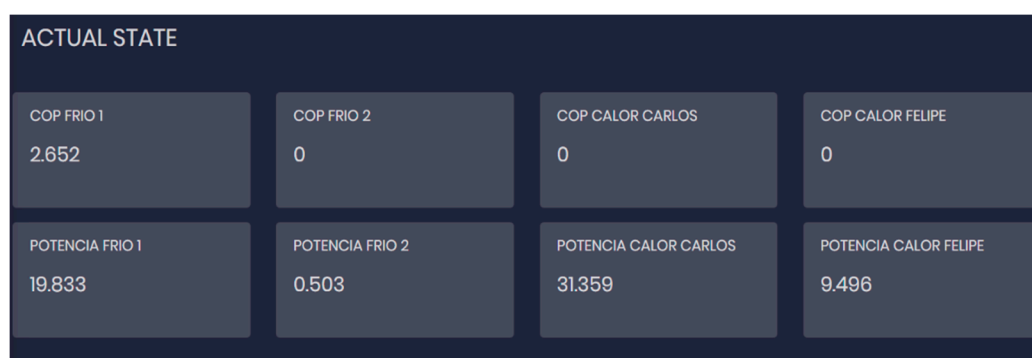 ACTUAL STATE
COP FRIO 1
2.652
COP FRIO 2
0
COP CALOR CARLOS
0
COP CALOR FELIPE
0
POTENCIA FRIO 1
19.833
POTENCIA FRIO 2
0.503
POTENCIA CALOR CARLOS
31.359
POTENCIA CALOR FELIPE
9.496